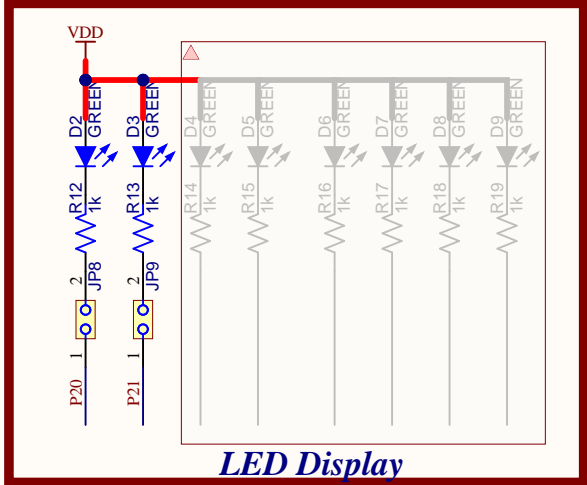 VDD
D2 GREEN
D3 GREEN
D4 GREEN
D5
D6 GREEN
D7 GREEN
D8 GREEN
D9 GREEN
R12 1k
R13 1k
R14 1k
R15
R16 1k
R17 1k
R18 1k
R19 1k
2 JP8
2 JP9
1
1
P20
P21
LED Display